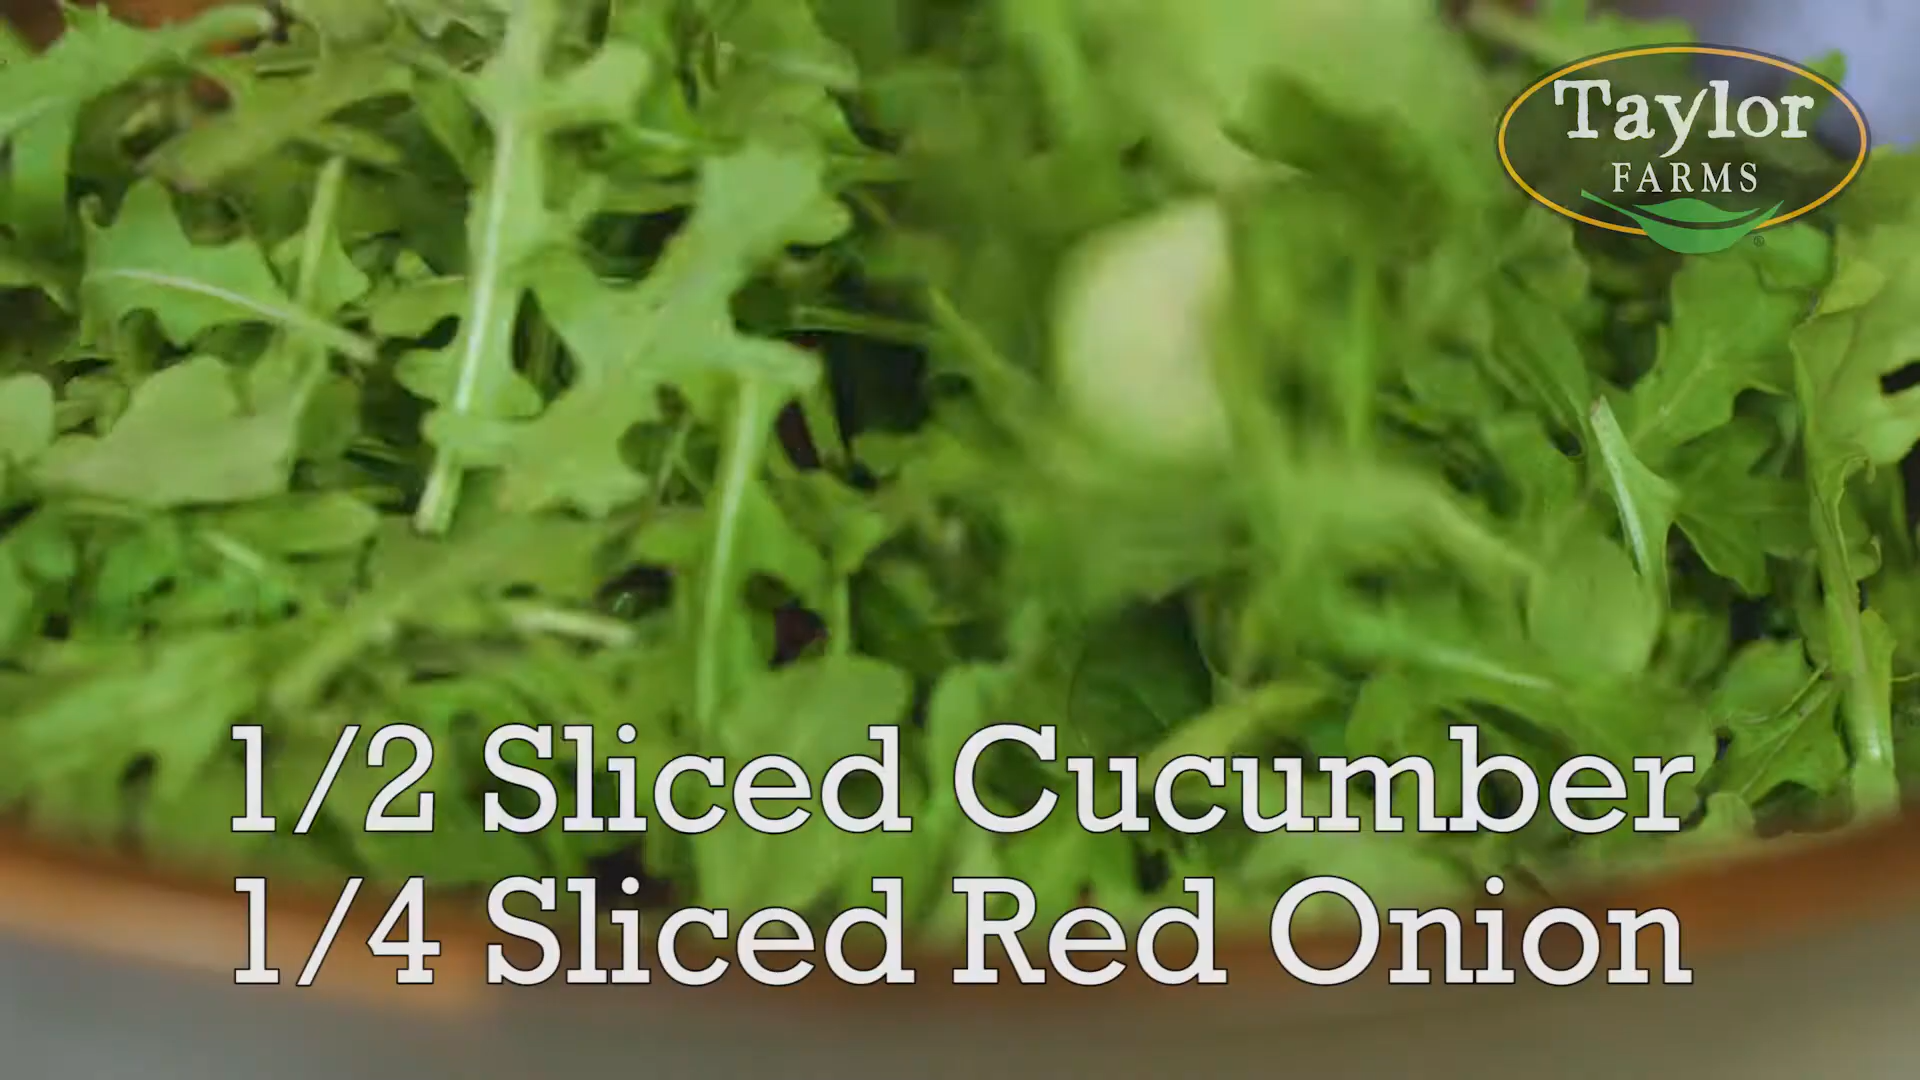 Taylor
FARMS
1/2 Sliced Cucumber
1/4 Sliced Red Onion